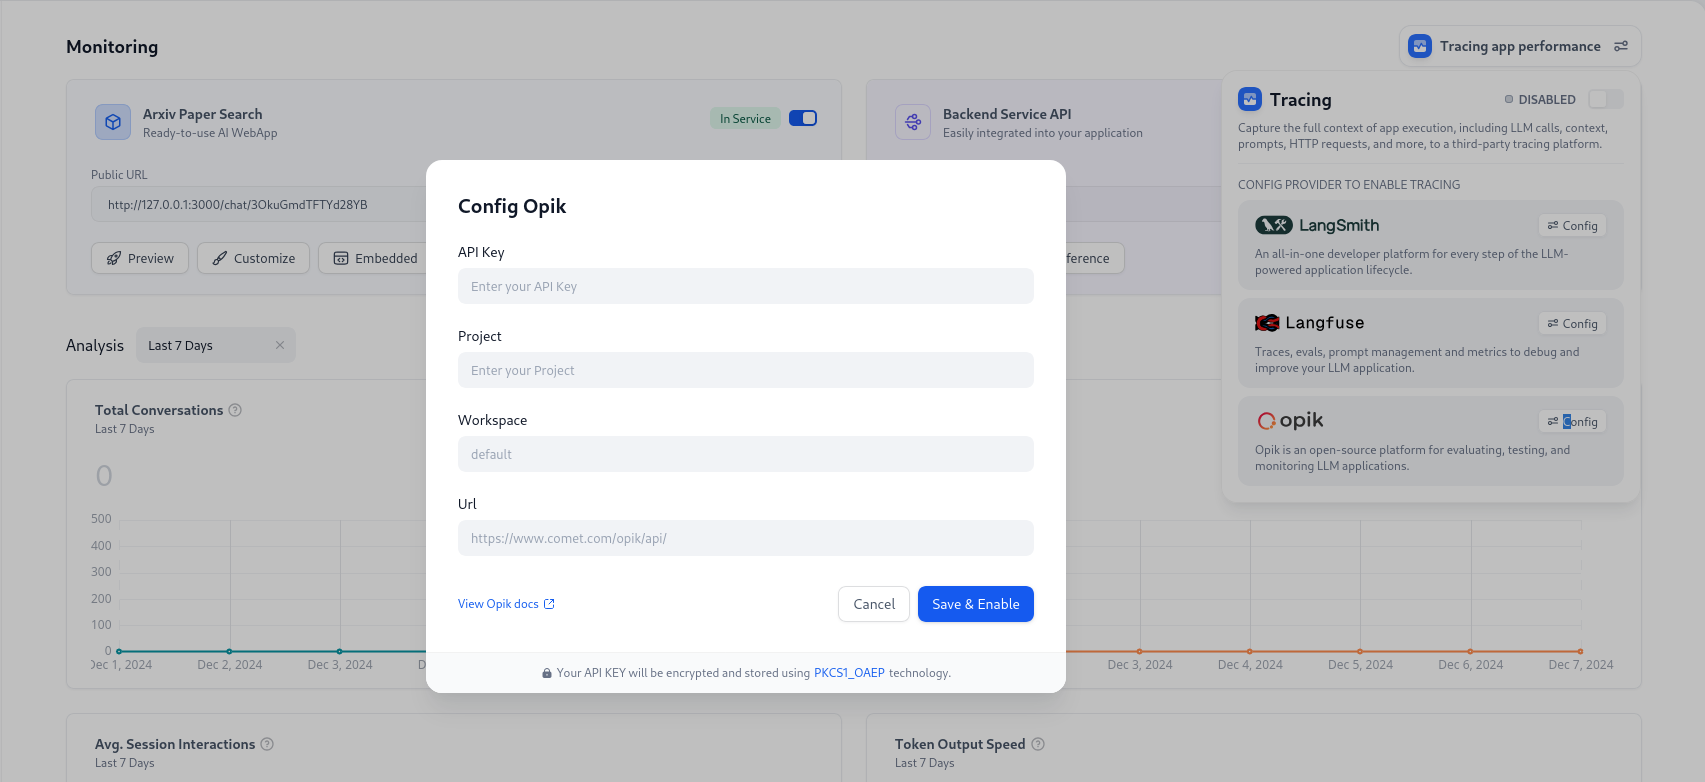 Monitoring
Tracing app performance
Arxiv Paper Search
Ready-to-use AI WebApp
In Service
Public URL
http://127.0.0.1:3000/chat/3OkuGmdTFTYd28YB
Preview
Customize
Embedded
Backend Service API
Easily integrated into your application
ference
Tracing
DISABLED
Capture the full context of app execution, including LLM calls, context,
prompts, HTTP requests, and more, to a third-party tracing platform.
CONFIG PROVIDER TO ENABLE TRACING
LangSmith
Config
An all-in-one developer platform for every step of the LLM-
powered application lifecycle.
Langfuse
Config
Traces, evals, prompt management and metrics to debug and
improve your LLM application.
opik
Config
Opik is an open-source platform for evaluating, testing, and
monitoring LLM applications.
Config Opik
API Key
Enter your API Key
Project
Enter your Project
Workspace
default
Url
https://www.comet.com/opik/api/
View Opik docs
Cancel
Save & Enable
Your API KEY will be encrypted and stored using PKCS1_OAEP technology.
Analysis
Last 7 Days
Total Conversations
Last 7 Days
0
500
400
300
200
100
0
Dec 1, 2024
Dec 2, 2024
Dec 3, 2024
D
Dec 3, 2024
Dec 4, 2024
Dec 5, 2024
Dec 6, 2024
Dec 7, 2024
Avg. Session Interactions
Last 7 Days
Token Output Speed
Last 7 Days